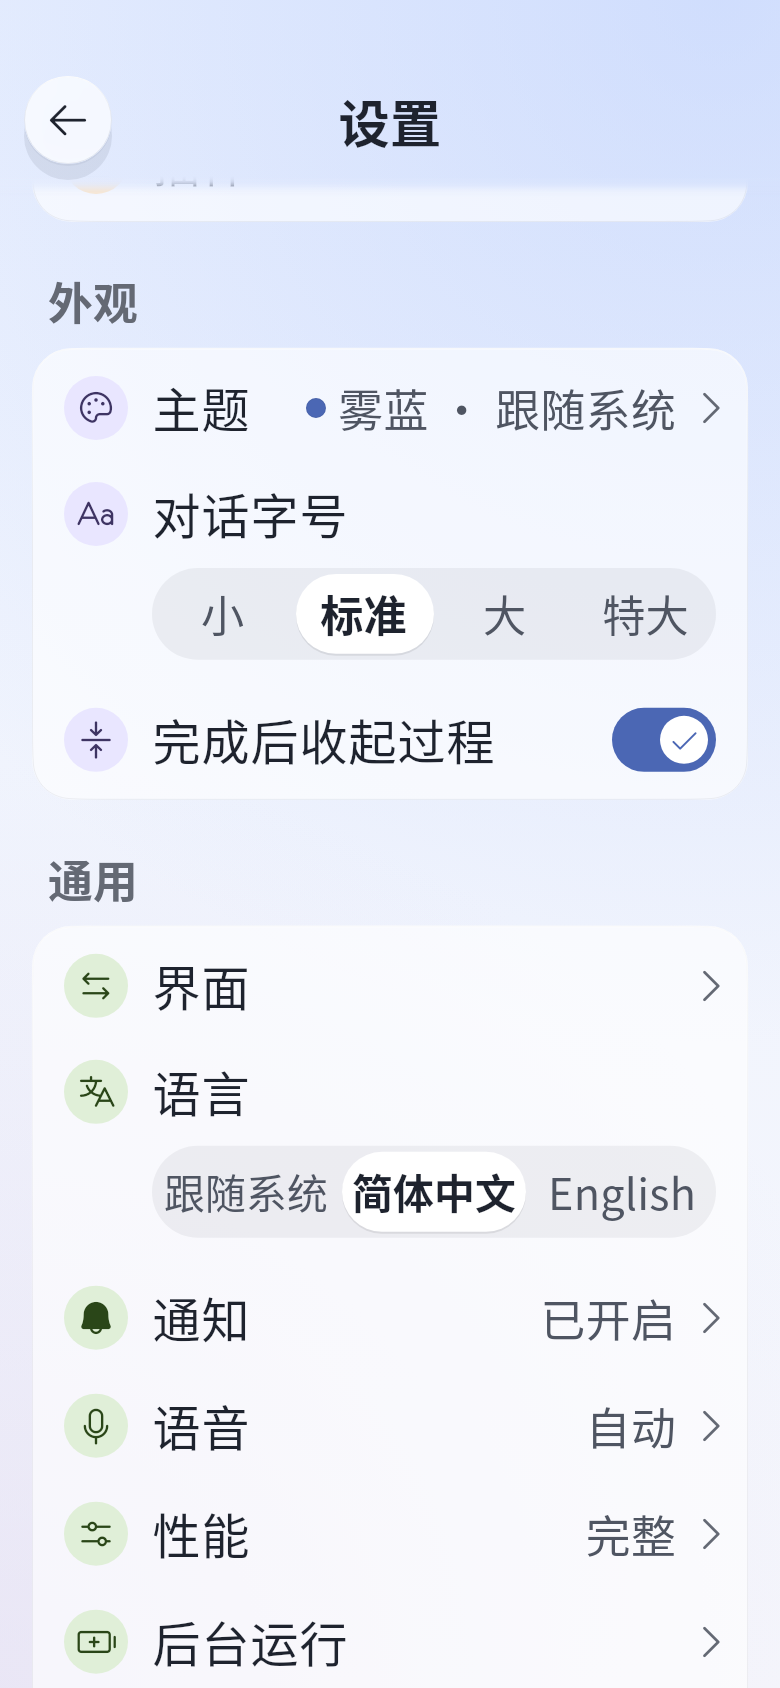 设置
外观
主题 雾蓝 · 跟随系统
Aa 对话字号
小 标准 大 特大
完成后收起过程
通用
界面
文A 语言
跟随系统 简体中文 English
通知 已开启
语音 自动
性能 完整
后台运行